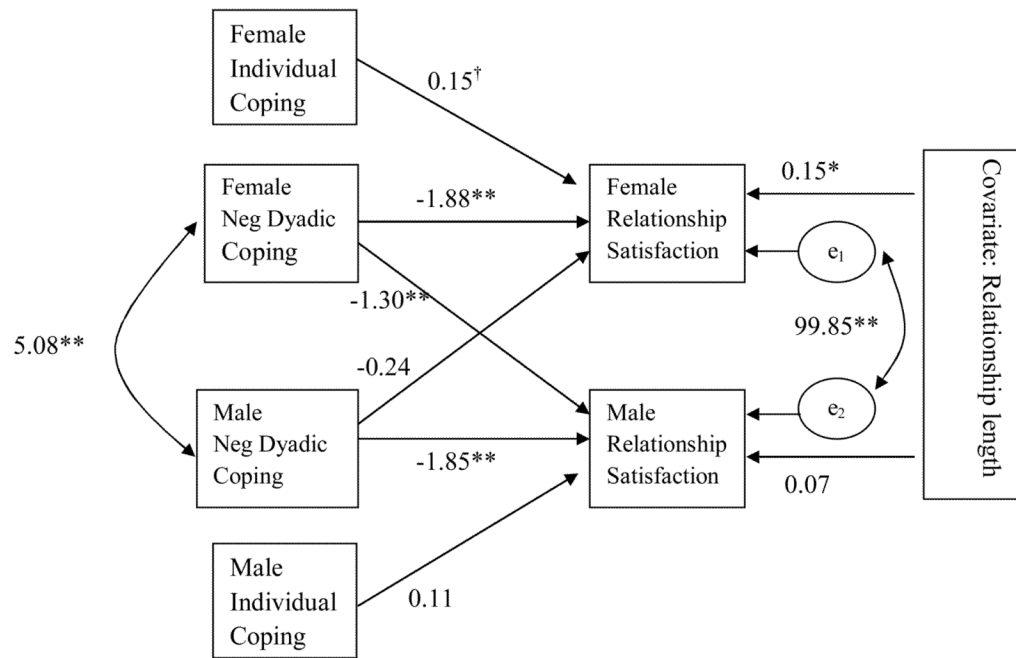 Female
Individual
Coping
0.15†
Female
Neg Dyadic
Coping
-1.88**
Female
Relationship
Satisfaction
0.15*
e1
-1.30**
5.08**
99.85**
-0.24
Male
Neg Dyadic
Coping
-1.85**
Male
Relationship
Satisfaction
e2
0.07
Male
Individual
Coping
0.11
Covariate: Relationship length